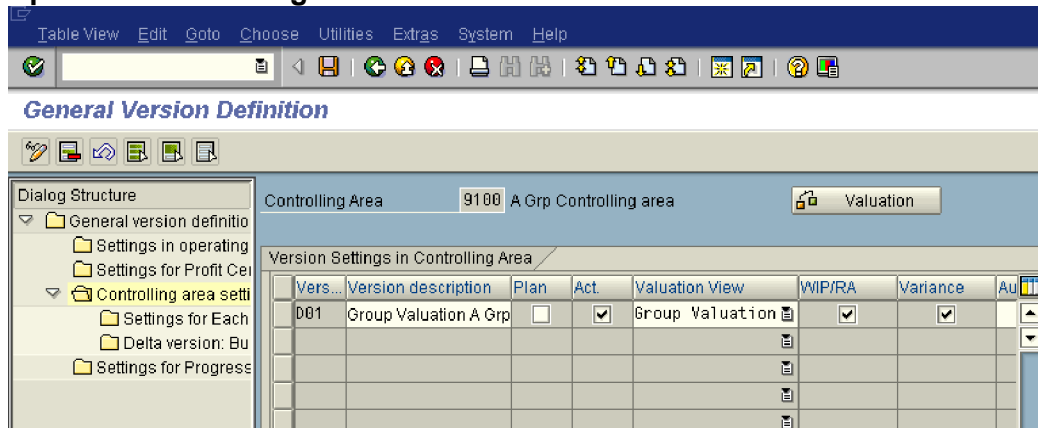 Table View Edit Goto Choose Utilities Extras System Help
General Version Definition
Dialog Structure
General version definitio
Settings in operating
Settings for Profit Cer
Controlling area setti
Settings for Each
Delta version: Bu
Settings for Progress
Controlling Area 9100 A Grp Controlling area Valuation
Version Settings in Controlling Area
Vers... Version description Plan Act. Valuation View WIP/RA Variance Au
D01 Group Valuation A Grp Group Valuation